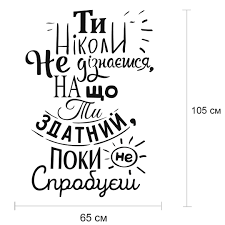 Ти
Ніколи
Не дізнаєшся,
на що
Ти
здатний,
поки не
Спробуєш
105 см
65 см